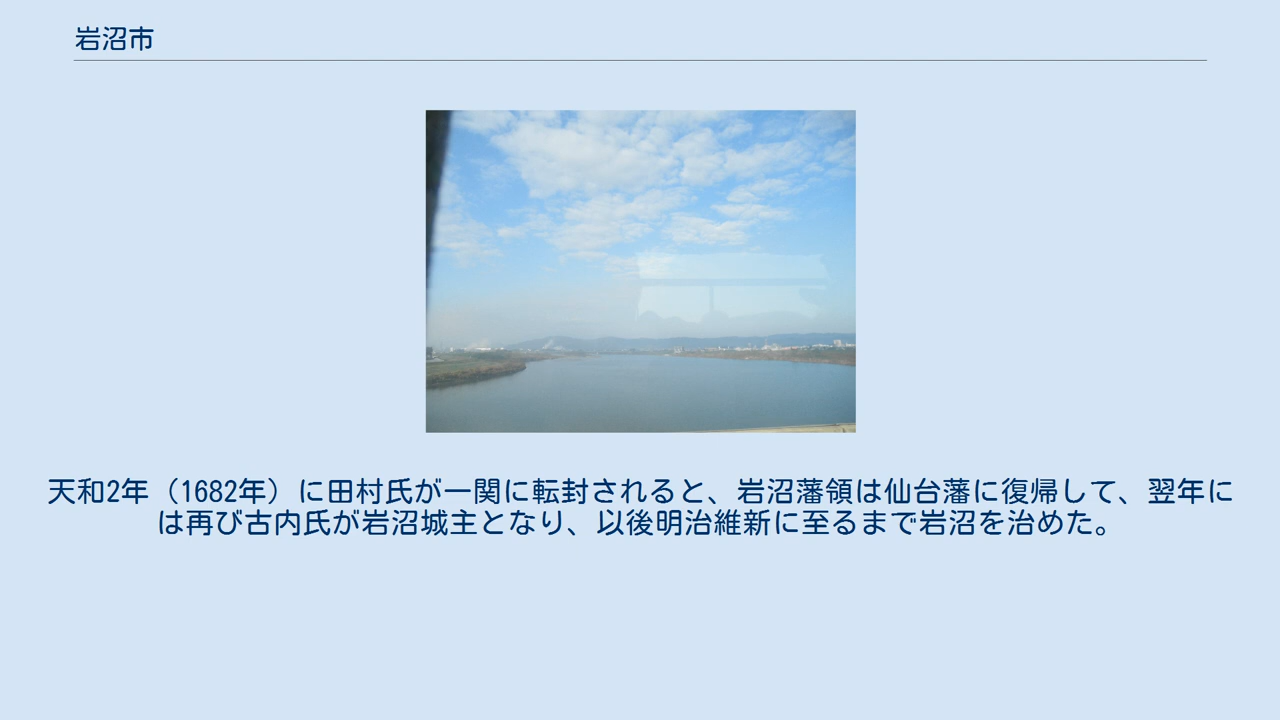 岩沼市
天和2年（1682年）に田村氏が一関に転封されると、岩沼藩領は仙台藩に復帰して、翌年に
は再び古内氏が岩沼城主となり、以後明治維新に至るまで岩沼を治めた。